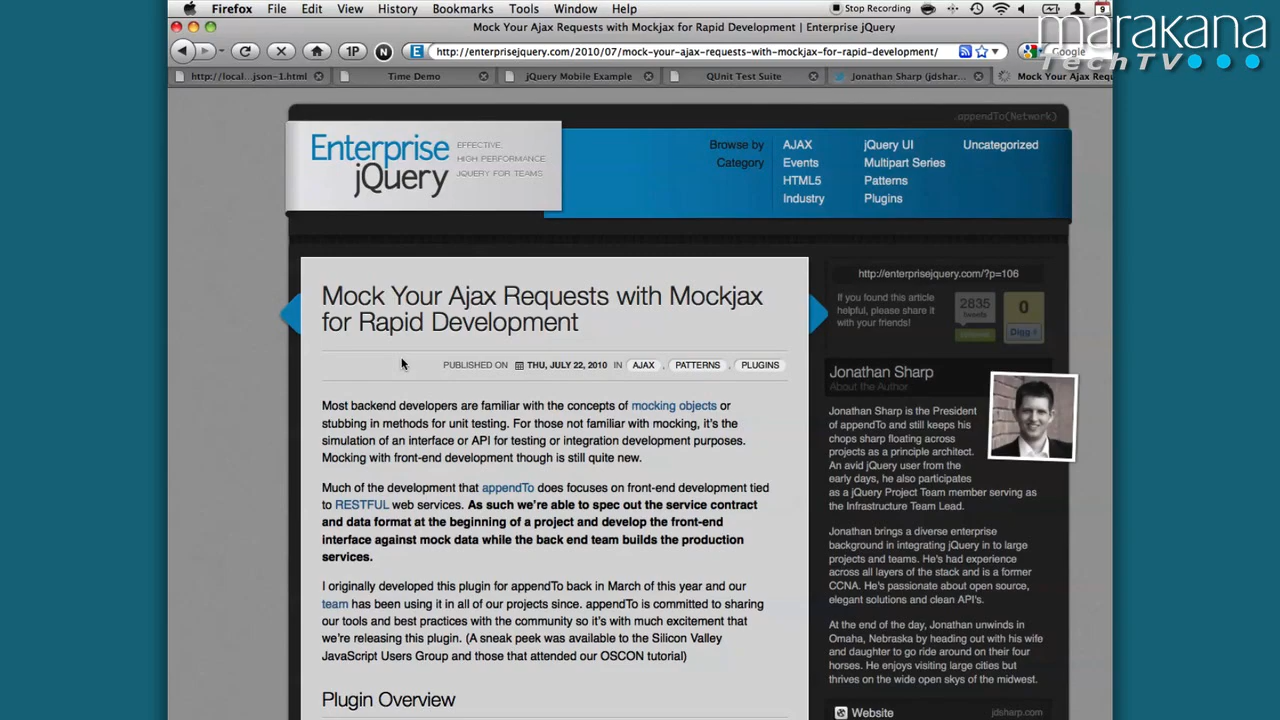 Firefox File Edit View History Bookmarks Tools Window Help Stop Recording 9
marakana
TechTV
Mock Your Ajax Requests with Mockjax for Rapid Development | Enterprise jQuery
1P N E http://enterprisejquery.com/2010/07/mock-your-ajax-requests-with-mockjax-for-rapid-development/ Google
http://local...json-1.html Time Demo jQuery Mobile Example QUnit Test Suite Jonathan Sharp (jdshar... Mock Your Ajax Requ
.appendTo(Network)
Enterprise
jQuery
EFFECTIVE,
HIGH PERFORMANCE
JQUERY FOR TEAMS
Browse by
Category
AJAX jQuery UI Uncategorized
Events Multipart Series
HTML5 Patterns
Industry Plugins
Mock Your Ajax Requests with Mockjax
for Rapid Development
PUBLISHED ON THU, JULY 22, 2010 IN AJAX , PATTERNS , PLUGINS
Most backend developers are familiar with the concepts of mocking objects or
stubbing in methods for unit testing. For those not familiar with mocking, it's the
simulation of an interface or API for testing or integration development purposes.
Mocking with front-end development though is still quite new.
Much of the development that appendTo does focuses on front-end development tied
to RESTFUL web services. As such we're able to spec out the service contract
and data format at the beginning of a project and develop the front-end
interface against mock data while the back end team builds the production
services.
I originally developed this plugin for appendTo back in March of this year and our
team has been using it in all of our projects since. appendTo is committed to sharing
our tools and best practices with the community so it's with much excitement that
we're releasing this plugin. (A sneak peek was available to the Silicon Valley
JavaScript Users Group and those that attended our OSCON tutorial)
Plugin Overview
http://enterprisejquery.com/?p=106
If you found this article
helpful, please share it
with your friends!
2835
tweets
0
Digg
Jonathan Sharp
About the Author
Jonathan Sharp is the President
of appendTo and still keeps his
chops sharp floating across
projects as a principle architect.
An avid jQuery user from the
early days, he also participates
as a jQuery Project Team member serving as
the Infrastructure Team Lead.
Jonathan brings a diverse enterprise
background in integrating jQuery in to large
projects and teams. He's had experience
across all layers of the stack and is a former
CCNA. He's passionate about open source,
elegant solutions and clean API's.
At the end of the day, Jonathan unwinds in
Omaha, Nebraska by heading out with his wife
and daughter to go ride around on their four
horses. He enjoys visiting large cities but
thrives on the wide open skys of the midwest.
Website jdsharp.com